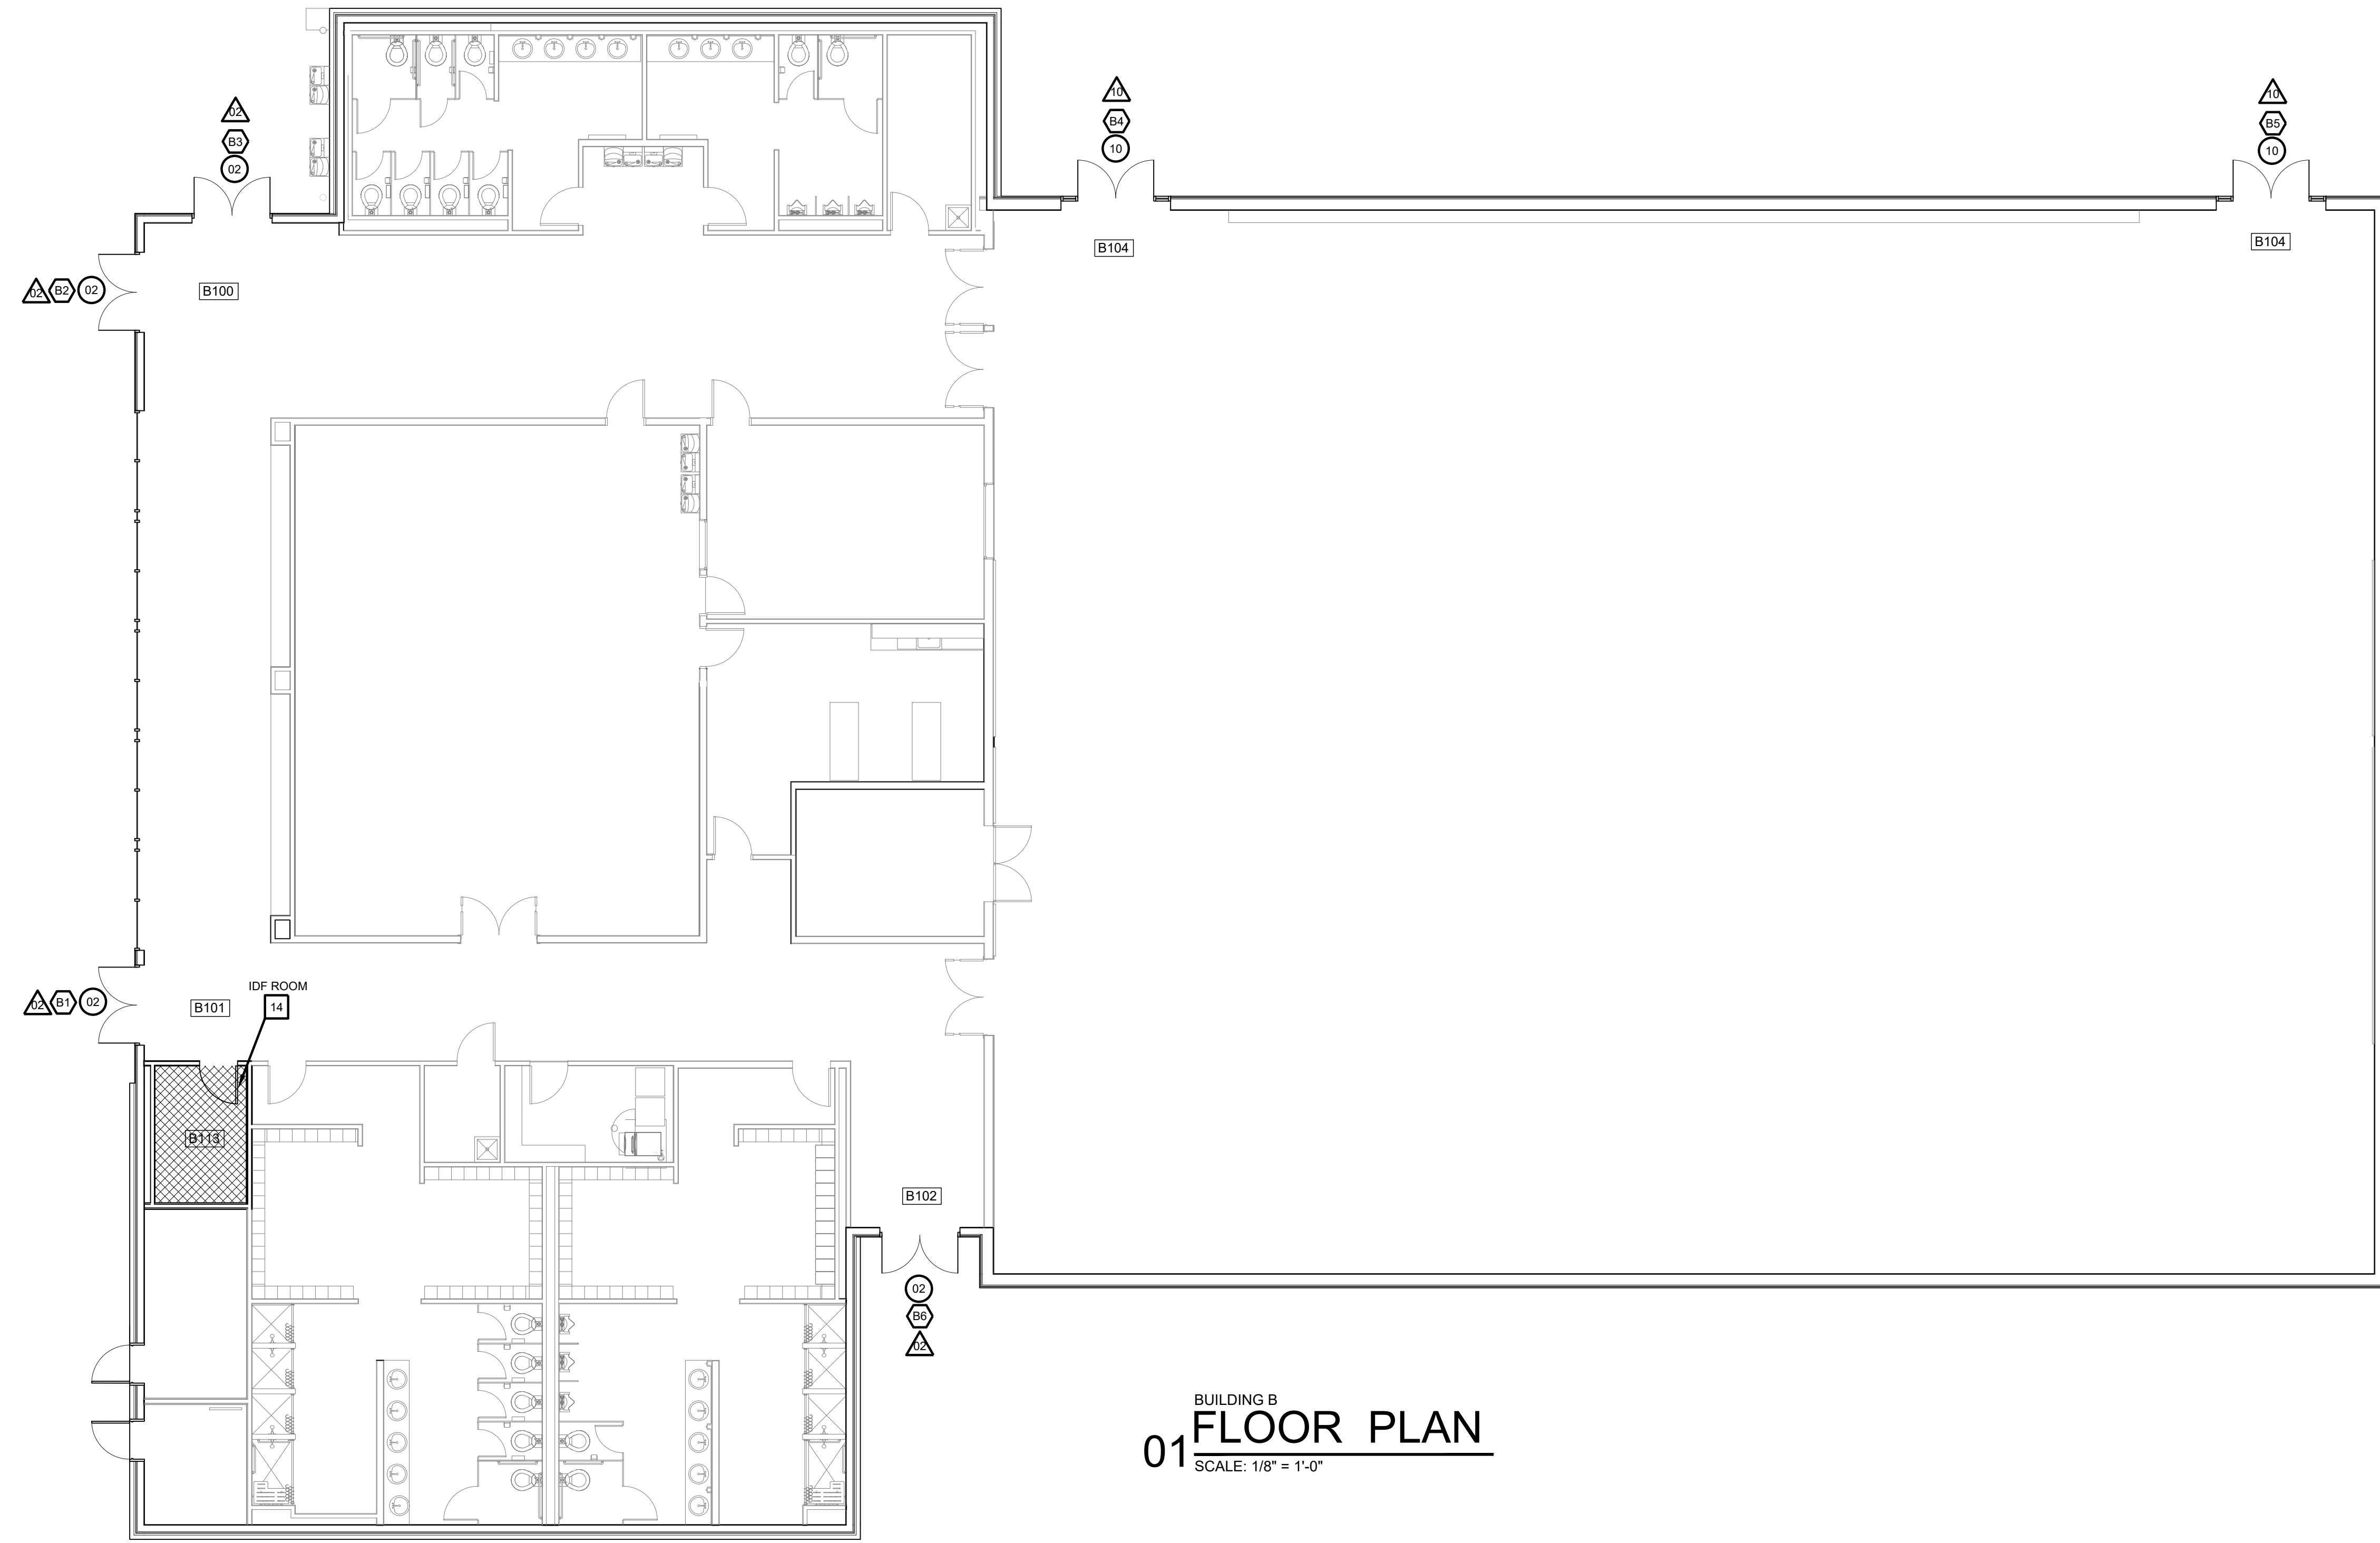 10
10
02
B4
B5
B3
10
10
02
B104
B104
02
B2
02
B100
IDF ROOM
02
B1
02
B101
14
B113
B102
02
B6
02
BUILDING B
01 FLOOR PLAN
SCALE: 1/8" = 1'-0"